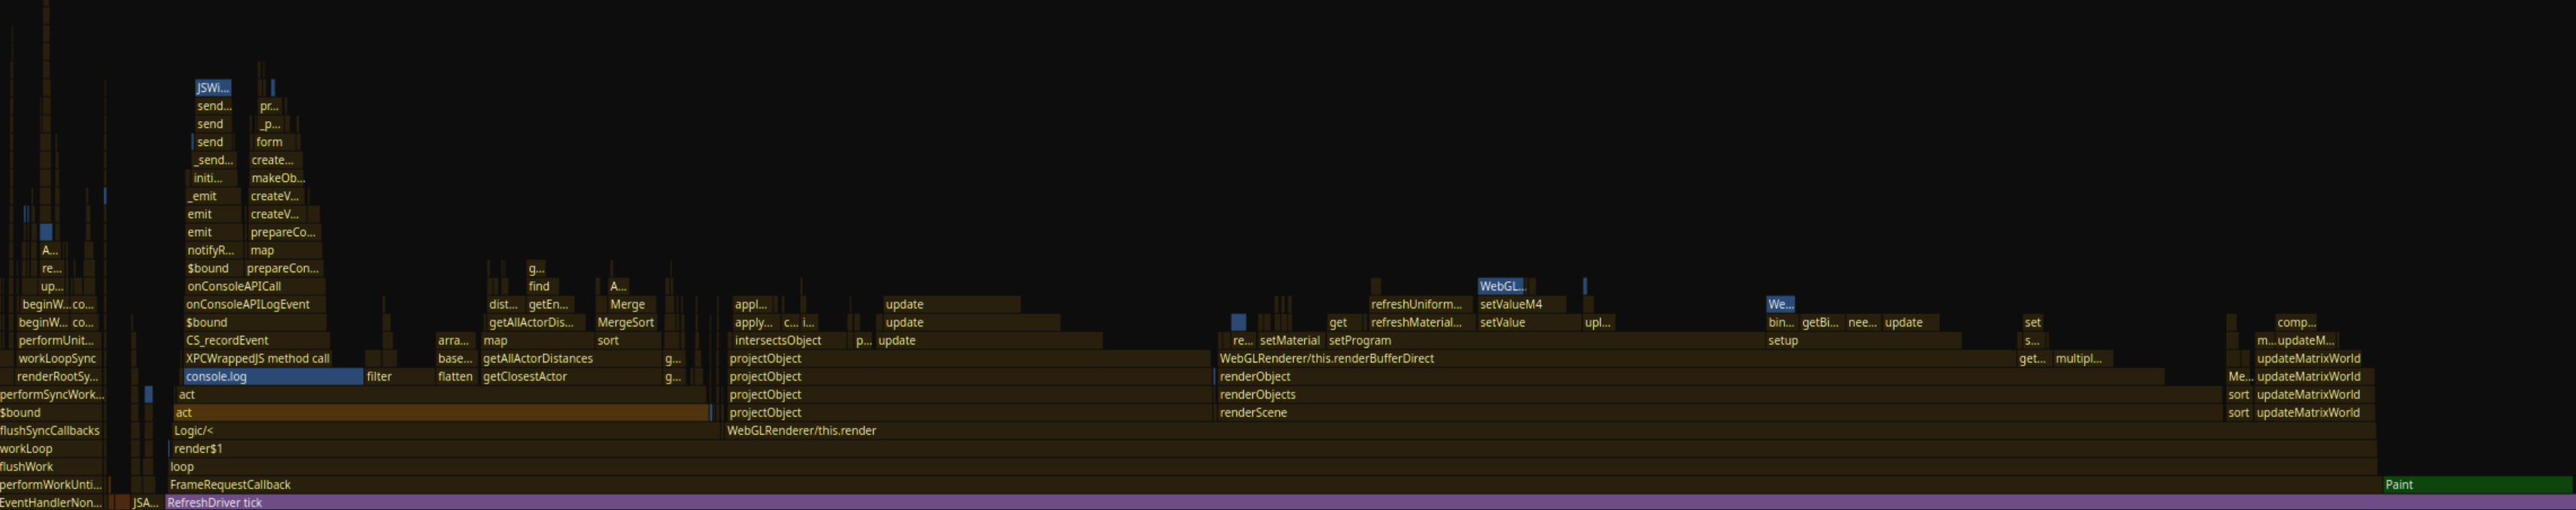 JSWi...
send... pr...
send _p...
send form
_send... create...
initi... makeOb...
_emit createV...
emit createV...
emit prepareCo...
A... notifyR... map
re... $bound prepareCon... g...
up... onConsoleAPICall find A... WebGL...
beginW... co... onConsoleAPILogEvent dist... getEn... Merge appl... update refreshUniform... setValueM4 We...
beginW... co... $bound getAllActorDis... MergeSort apply... c... i... update get refreshMaterial... setValue upl... bin... getBi... nee... update set comp...
performUnit... CS_recordEvent arra... map sort intersectsObject p... update re... setMaterial setProgram setup s... m... updateM...
workLoopSync XPCWrappedJS method call base... getAllActorDistances g... projectObject WebGLRenderer/this.renderBufferDirect get... multipl... updateMatrixWorld
renderRootSy... console.log filter flatten getClosestActor g... projectObject renderObject Me... updateMatrixWorld
performSyncWork... act projectObject renderObjects sort updateMatrixWorld
$bound act projectObject renderScene sort updateMatrixWorld
flushSyncCallbacks Logic/< WebGLRenderer/this.render
workLoop render$1
flushWork loop
performWorkUnti... FrameRequestCallback Paint
EventHandlerNon... JSA... RefreshDriver tick